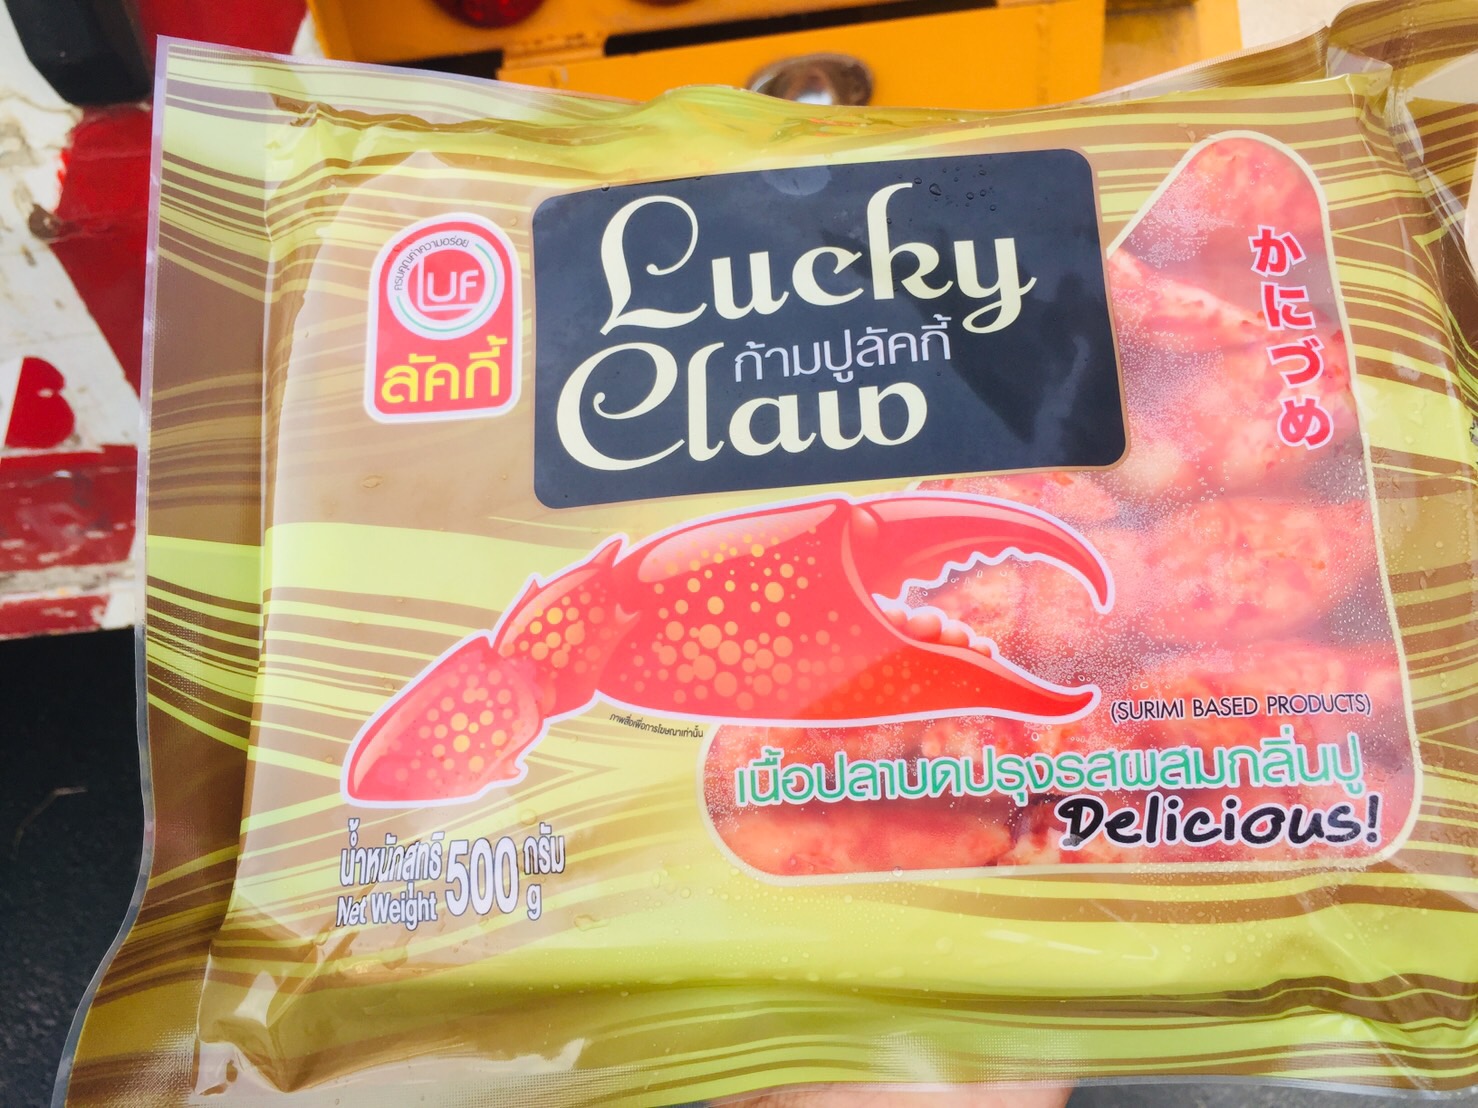 ครบคุณค่าความอร่อย
LUF
ลัคกี้
Lucky
ก้ามปูลัคกี้
Claw
かにづめ
ภาพสื่อเพื่อการโฆษณาเท่านั้น
(SURIMI BASED PRODUCTS)
เนื้อปลาบดปรุงรสผสมกลิ่นปู
Delicious!
น้ำหนักสุทธิ 500 กรัม
Net Weight g